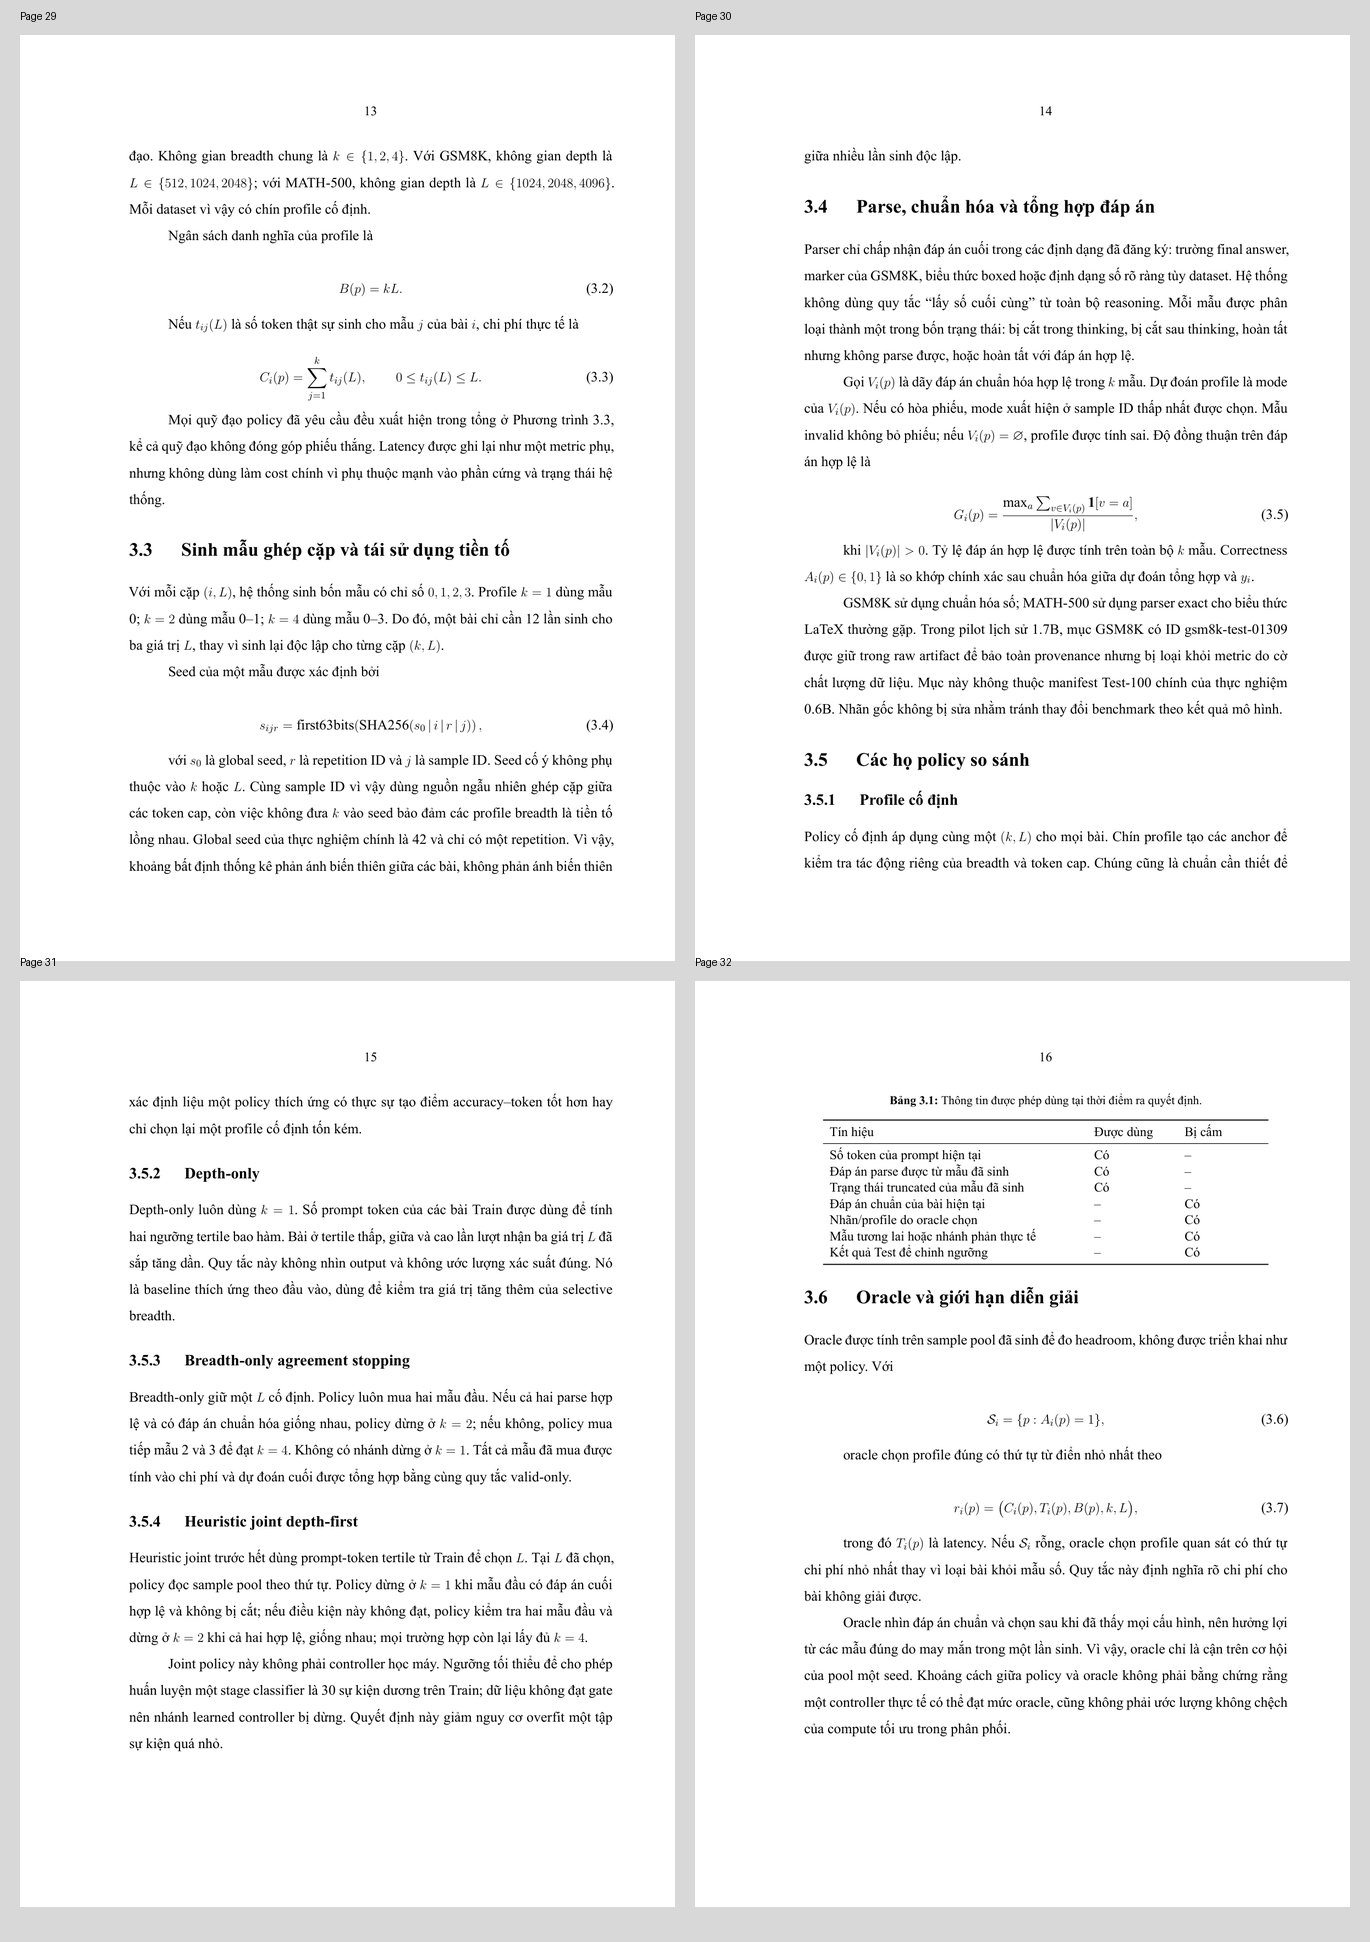 Page 29
13
đạo. Không gian breadth chung là k ∈ {1, 2, 4}. Với GSM8K, không gian depth là
L ∈ {512, 1024, 2048}; với MATH-500, không gian depth là L ∈ {1024, 2048, 4096}.
Mỗi dataset vì vậy có chín profile cố định.
Ngân sách danh nghĩa của profile là
B(p) = kL. (3.2)
Nếu t_{ij}(L) là số token thật sự sinh cho mẫu j của bài i, chi phí thực tế là
C_i(p) = ∑_{j=1}^{k} t_{ij}(L), 0 ≤ t_{ij}(L) ≤ L. (3.3)
Mọi quỹ đạo policy đã yêu cầu đều xuất hiện trong tổng ở Phương trình 3.3,
kể cả quỹ đạo không đóng góp phiếu thắng. Latency được ghi lại như một metric phụ,
nhưng không dùng làm cost chính vì phụ thuộc mạnh vào phần cứng và trạng thái hệ
thống.
3.3 Sinh mẫu ghép cặp và tái sử dụng tiền tố
Với mỗi cặp (i, L), hệ thống sinh bốn mẫu có chỉ số 0, 1, 2, 3. Profile k = 1 dùng mẫu
0; k = 2 dùng mẫu 0–1; k = 4 dùng mẫu 0–3. Do đó, một bài chỉ cần 12 lần sinh cho
ba giá trị L, thay vì sinh lại độc lập cho từng cặp (k, L).
Seed của một mẫu được xác định bởi
s_{ijr} = first63bits(SHA256(s_0 | i | r | j)), (3.4)
với s_0 là global seed, r là repetition ID và j là sample ID. Seed cố ý không phụ
thuộc vào k hoặc L. Cùng sample ID vì vậy dùng nguồn ngẫu nhiên ghép cặp giữa
các token cap, còn việc không đưa k vào seed bảo đảm các profile breadth là tiền tố
lồng nhau. Global seed của thực nghiệm chính là 42 và chỉ có một repetition. Vì vậy,
khoảng bất định thống kê phản ánh biến thiên giữa các bài, không phản ánh biến thiên
Page 30
14
giữa nhiều lần sinh độc lập.
3.4 Parse, chuẩn hóa và tổng hợp đáp án
Parser chỉ chấp nhận đáp án cuối trong các định dạng đã đăng ký: trường final answer,
marker của GSM8K, biểu thức boxed hoặc định dạng số rõ ràng tùy dataset. Hệ thống
không dùng quy tắc “lấy số cuối cùng” từ toàn bộ reasoning. Mỗi mẫu được phân
loại thành một trong bốn trạng thái: bị cắt trong thinking, bị cắt sau thinking, hoàn tất
nhưng không parse được, hoặc hoàn tất với đáp án hợp lệ.
Gọi V_i(p) là dãy đáp án chuẩn hóa hợp lệ trong k mẫu. Dự đoán profile là mode
của V_i(p). Nếu có hòa phiếu, mode xuất hiện ở sample ID thấp nhất được chọn. Mẫu
invalid không bỏ phiếu; nếu V_i(p) = ∅, profile được tính sai. Độ đồng thuận trên đáp
án hợp lệ là
G_i(p) = max_a ∑_{v∈V_i(p)} 1[v = a] / |V_i(p)|, (3.5)
khi |V_i(p)| > 0. Tỷ lệ đáp án hợp lệ được tính trên toàn bộ k mẫu. Correctness
A_i(p) ∈ {0, 1} là so khớp chính xác sau chuẩn hóa giữa dự đoán tổng hợp và y_i.
GSM8K sử dụng chuẩn hóa số; MATH-500 sử dụng parser exact cho biểu thức
LaTeX thường gặp. Trong pilot lịch sử 1.7B, mục GSM8K có ID gsm8k-test-01309
được giữ trong raw artifact để bảo toàn provenance nhưng bị loại khỏi metric do cờ
chất lượng dữ liệu. Mục này không thuộc manifest Test-100 chính của thực nghiệm
0.6B. Nhãn gốc không bị sửa nhằm tránh thay đổi benchmark theo kết quả mô hình.
3.5 Các họ policy so sánh
3.5.1 Profile cố định
Policy cố định áp dụng cùng một (k, L) cho mọi bài. Chín profile tạo các anchor để
kiểm tra tác động riêng của breadth và token cap. Chúng cũng là chuẩn cần thiết để
Page 31
15
xác định liệu một policy thích ứng có thực sự tạo điểm accuracy–token tốt hơn hay
chỉ chọn lại một profile cố định tốn kém.
3.5.2 Depth-only
Depth-only luôn dùng k = 1. Số prompt token của các bài Train được dùng để tính
hai ngưỡng tertile bao hàm. Bài ở tertile thấp, giữa và cao lần lượt nhận ba giá trị L đã
sắp tăng dần. Quy tắc này không nhìn output và không ước lượng xác suất đúng. Nó
là baseline thích ứng theo đầu vào, dùng để kiểm tra giá trị tăng thêm của selective
breadth.
3.5.3 Breadth-only agreement stopping
Breadth-only giữ một L cố định. Policy luôn mua hai mẫu đầu. Nếu cả hai parse hợp
lệ và có đáp án chuẩn hóa giống nhau, policy dừng ở k = 2; nếu không, policy mua
tiếp mẫu 2 và 3 để đạt k = 4. Không có nhánh dừng ở k = 1. Tất cả mẫu đã mua được
tính vào chi phí và dự đoán cuối được tổng hợp bằng cùng quy tắc valid-only.
3.5.4 Heuristic joint depth-first
Heuristic joint trước hết dùng prompt-token tertile từ Train để chọn L. Tại L đã chọn,
policy đọc sample pool theo thứ tự. Policy dừng ở k = 1 khi mẫu đầu có đáp án cuối
hợp lệ và không bị cắt; nếu điều kiện này không đạt, policy kiểm tra hai mẫu đầu và
dừng ở k = 2 khi cả hai hợp lệ, giống nhau; mọi trường hợp còn lại lấy đủ k = 4.
Joint policy này không phải controller học máy. Ngưỡng tối thiểu để cho phép
huấn luyện một stage classifier là 30 sự kiện dương trên Train; dữ liệu không đạt gate
nên nhánh learned controller bị dừng. Quyết định này giảm nguy cơ overfit một tập
sự kiện quá nhỏ.
Page 32
16
Bảng 3.1: Thông tin được phép dùng tại thời điểm ra quyết định.
Tín hiệu Được dùng Bị cấm
Số token của prompt hiện tại Có –
Đáp án parse được từ mẫu đã sinh Có –
Trạng thái truncated của mẫu đã sinh Có –
Đáp án chuẩn của bài hiện tại – Có
Nhãn/profile do oracle chọn – Có
Mẫu tương lai hoặc nhánh phản thực tế – Có
Kết quả Test để chỉnh ngưỡng – Có
3.6 Oracle và giới hạn diễn giải
Oracle được tính trên sample pool đã sinh để đo headroom, không được triển khai như
một policy. Với
S_i = {p : A_i(p) = 1}, (3.6)
oracle chọn profile đúng có thứ tự từ điển nhỏ nhất theo
r_i(p) = (C_i(p), T_i(p), B(p), k, L), (3.7)
trong đó T_i(p) là latency. Nếu S_i rỗng, oracle chọn profile quan sát có thứ tự
chi phí nhỏ nhất thay vì loại bài khỏi mẫu số. Quy tắc này định nghĩa rõ chi phí cho
bài không giải được.
Oracle nhìn đáp án chuẩn và chọn sau khi đã thấy mọi cấu hình, nên hưởng lợi
từ các mẫu đúng do may mắn trong một lần sinh. Vì vậy, oracle chỉ là cận trên cơ hội
của pool một seed. Khoảng cách giữa policy và oracle không phải bằng chứng rằng
một controller thực tế có thể đạt mức oracle, cũng không phải ước lượng không chệch
của compute tối ưu trong phân phối.